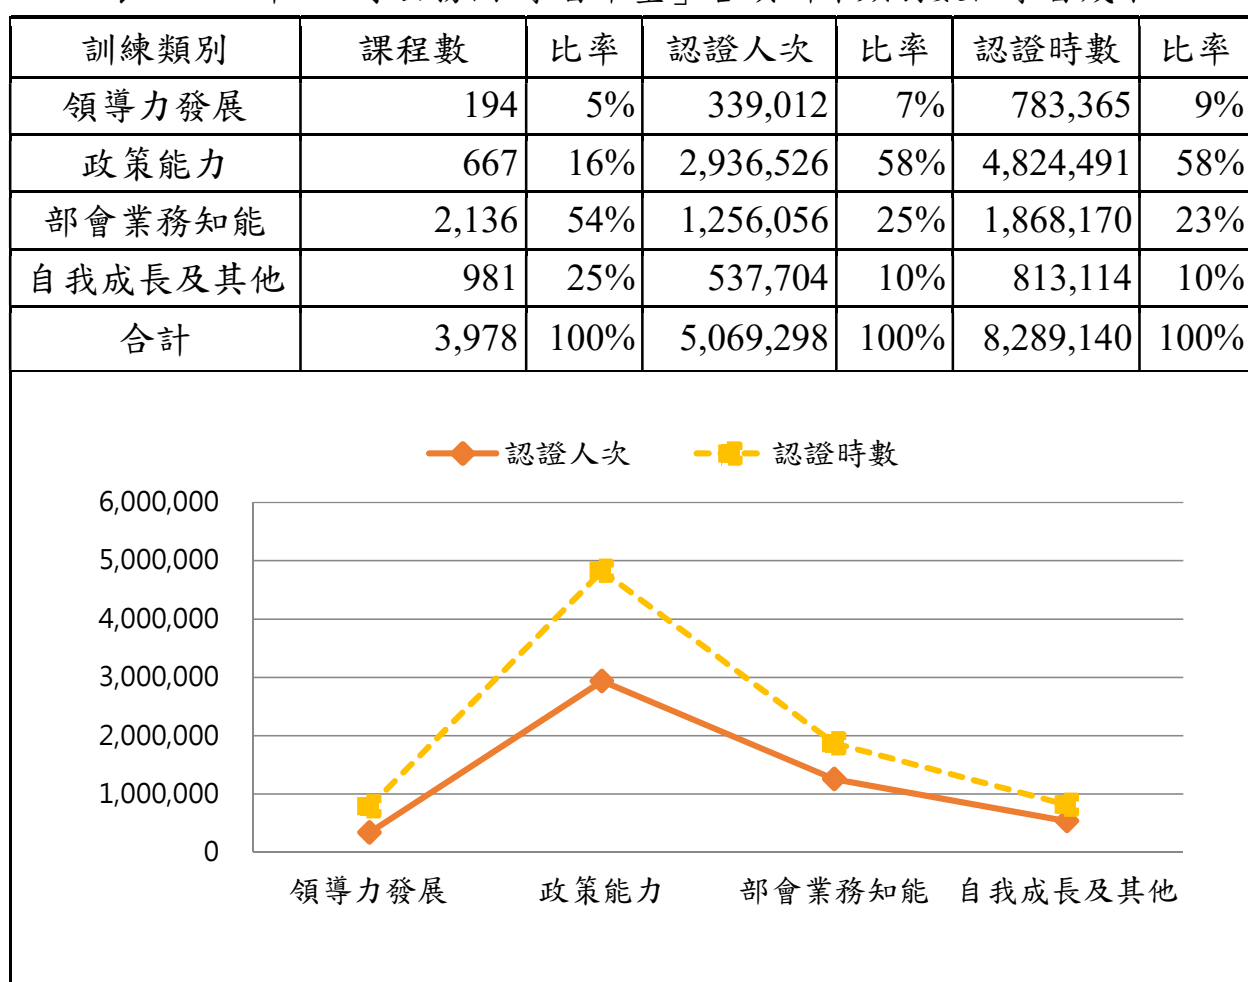 訓練類別 課程數 比率 認證人次 比率 認證時數 比率
領導力發展 194 5% 339,012 7% 783,365 9%
政策能力 667 16% 2,936,526 58% 4,824,491 58%
部會業務知能 2,136 54% 1,256,056 25% 1,868,170 23%
自我成長及其他 981 25% 537,704 10% 813,114 10%
合計 3,978 100% 5,069,298 100% 8,289,140 100%
認證人次 認證時數
6,000,000
5,000,000
4,000,000
3,000,000
2,000,000
1,000,000
0
領導力發展 政策能力 部會業務知能 自我成長及其他